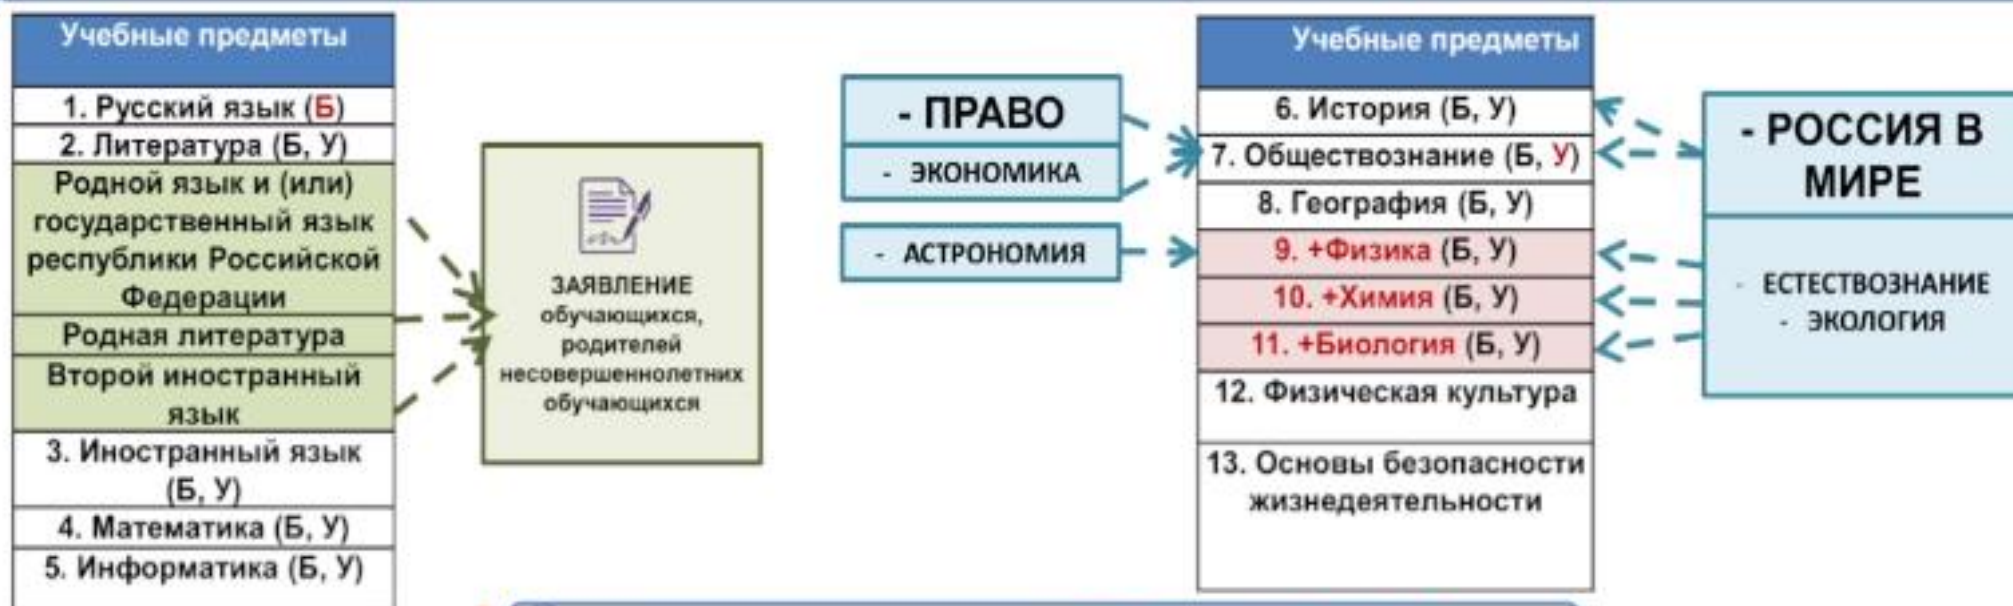 Учебные предметы
1. Русский язык (Б)
2. Литература (Б, У)
Родной язык и (или)
государственный язык
республики Российской
Федерации
Родная литература
Второй иностранный
язык
3. Иностранный язык
(Б, У)
4. Математика (Б, У)
5. Информатика (Б, У)
ЗАЯВЛЕНИЕ
обучающихся,
родителей
несовершеннолетних
обучающихся
- ПРАВО
- ЭКОНОМИКА
- АСТРОНОМИЯ
Учебные предметы
6. История (Б, У)
7. Обществознание (Б, У)
8. География (Б, У)
9. +Физика (Б, У)
10. +Химия (Б, У)
11. +Биология (Б, У)
12. Физическая культура
13. Основы безопасности
жизнедеятельности
- РОССИЯ В
МИРЕ
- ЕСТЕСТВОЗНАНИЕ
- ЭКОЛОГИЯ